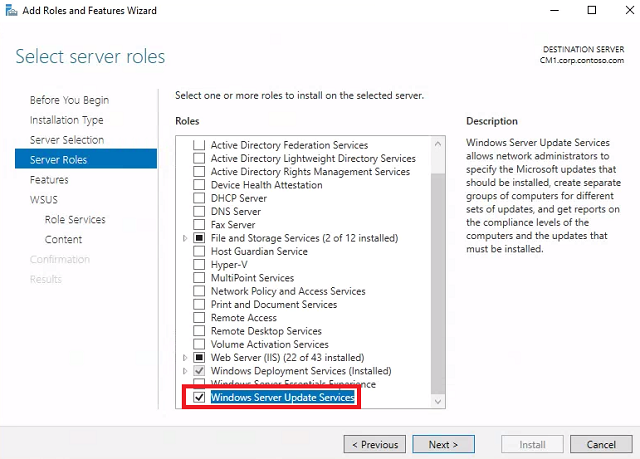 Add Roles and Features Wizard
Select server roles
DESTINATION SERVER
CM1.corp.contoso.com
Before You Begin
Installation Type
Server Selection
Server Roles
Features
WSUS
Role Services
Content
Confirmation
Results
Select one or more roles to install on the selected server.
Roles
Active Directory Federation Services
Active Directory Lightweight Directory Services
Active Directory Rights Management Services
Device Health Attestation
DHCP Server
DNS Server
Fax Server
File and Storage Services (2 of 12 installed)
Host Guardian Service
Hyper-V
MultiPoint Services
Network Policy and Access Services
Print and Document Services
Remote Access
Remote Desktop Services
Volume Activation Services
Web Server (IIS) (22 of 43 installed)
Windows Deployment Services (Installed)
Windows Server Essentials Experience
Windows Server Update Services
Description
Windows Server Update Services
allows network administrators to
specify the Microsoft updates that
should be installed, create separate
groups of computers for different
sets of updates, and get reports on
the compliance levels of the
computers and the updates that
must be installed.
< Previous
Next >
Install
Cancel